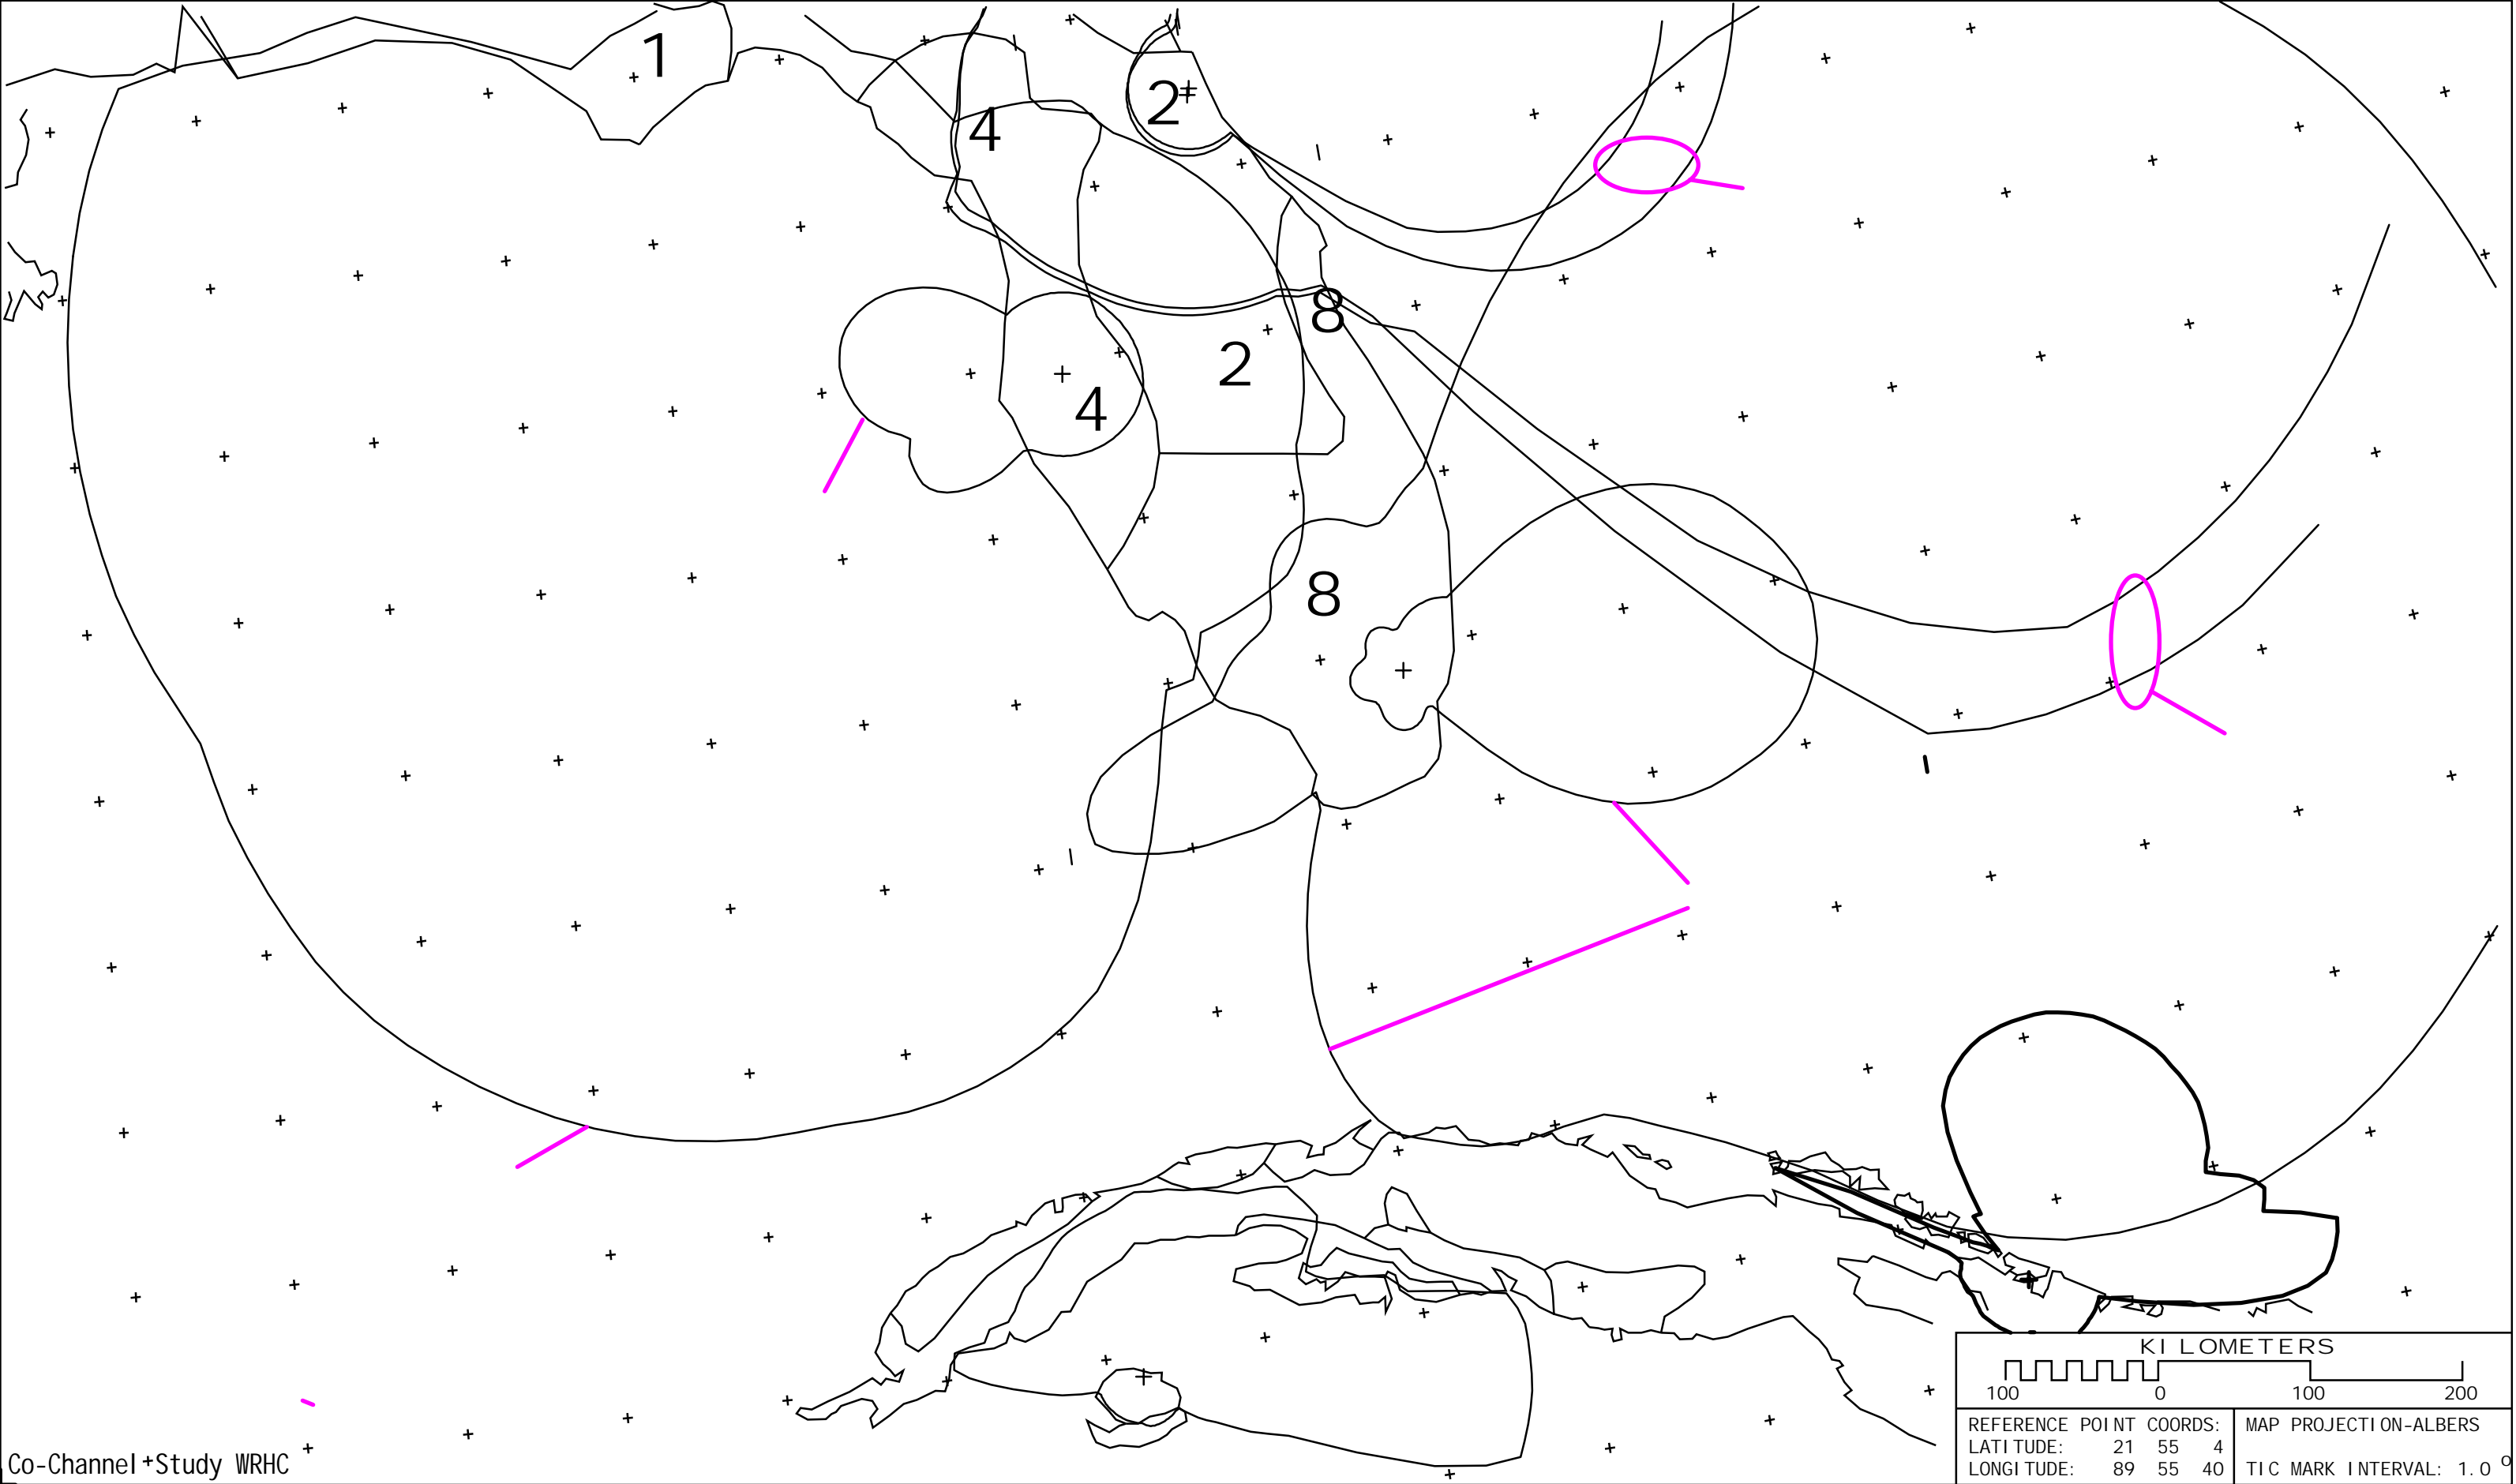 1
2
4
8
2
4
8
KILOMETERS
100 0 100 200
REFERENCE POINT COORDS:
LATITUDE: 21 55 4
LONGITUDE: 89 55 40
MAP PROJECTION-ALBERS
TIC MARK INTERVAL: 1.0 °
Co-Channel+Study WRHC